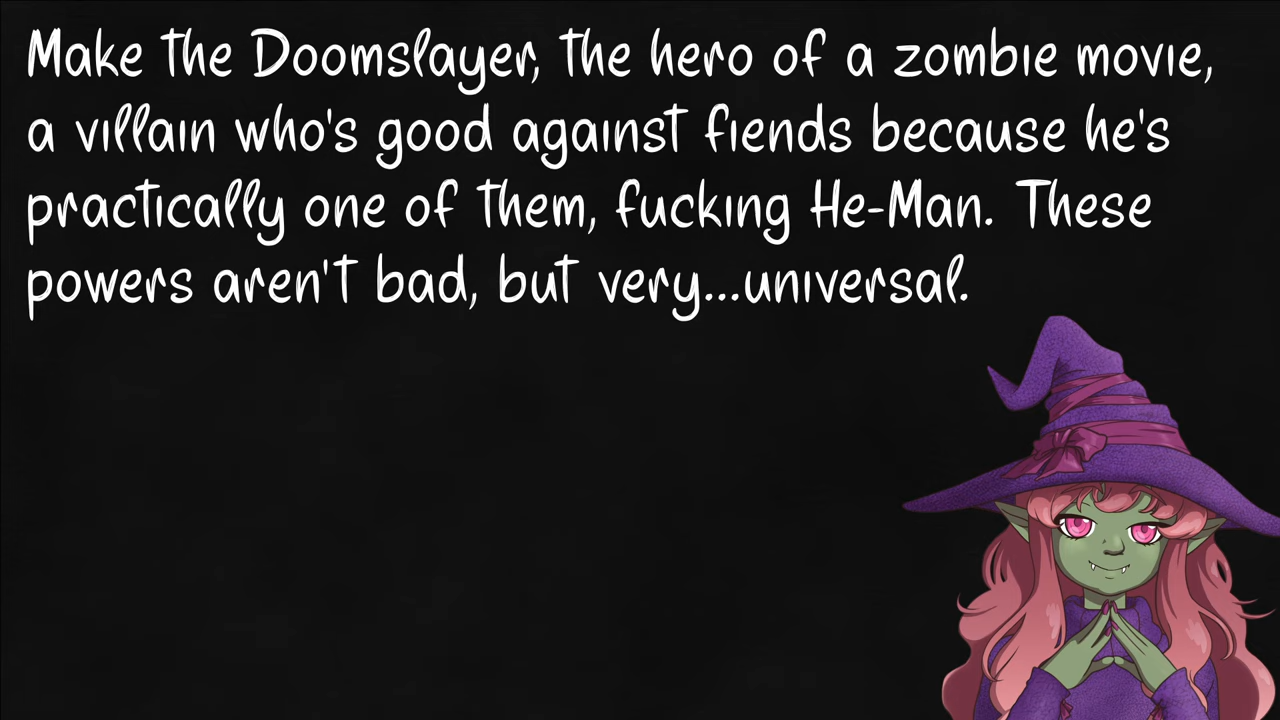 Make the Doomslayer, the hero of a zombie movie,
a villain who's good against fiends because he's
practically one of them, fucking He-Man. These
powers aren't bad, but very...universal.